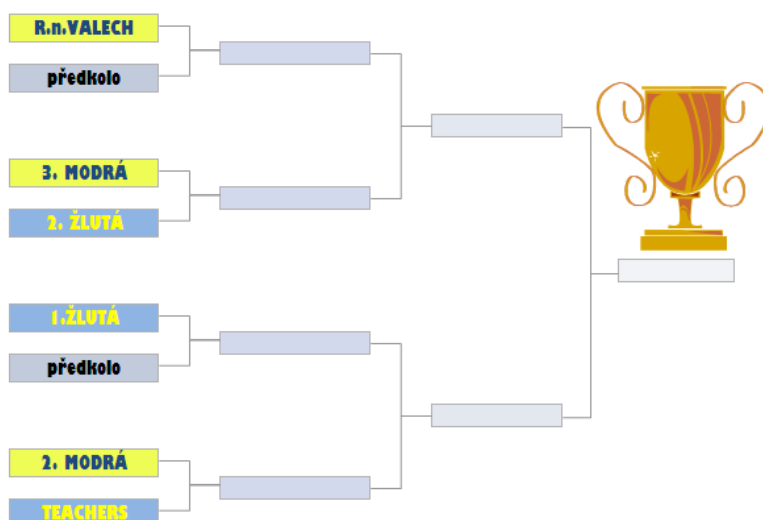 R.n.VALECH
předkolo
3. MODRÁ
2. ŽLUTÁ
1.ŽLUTÁ
předkolo
2. MODRÁ
TEACHERS